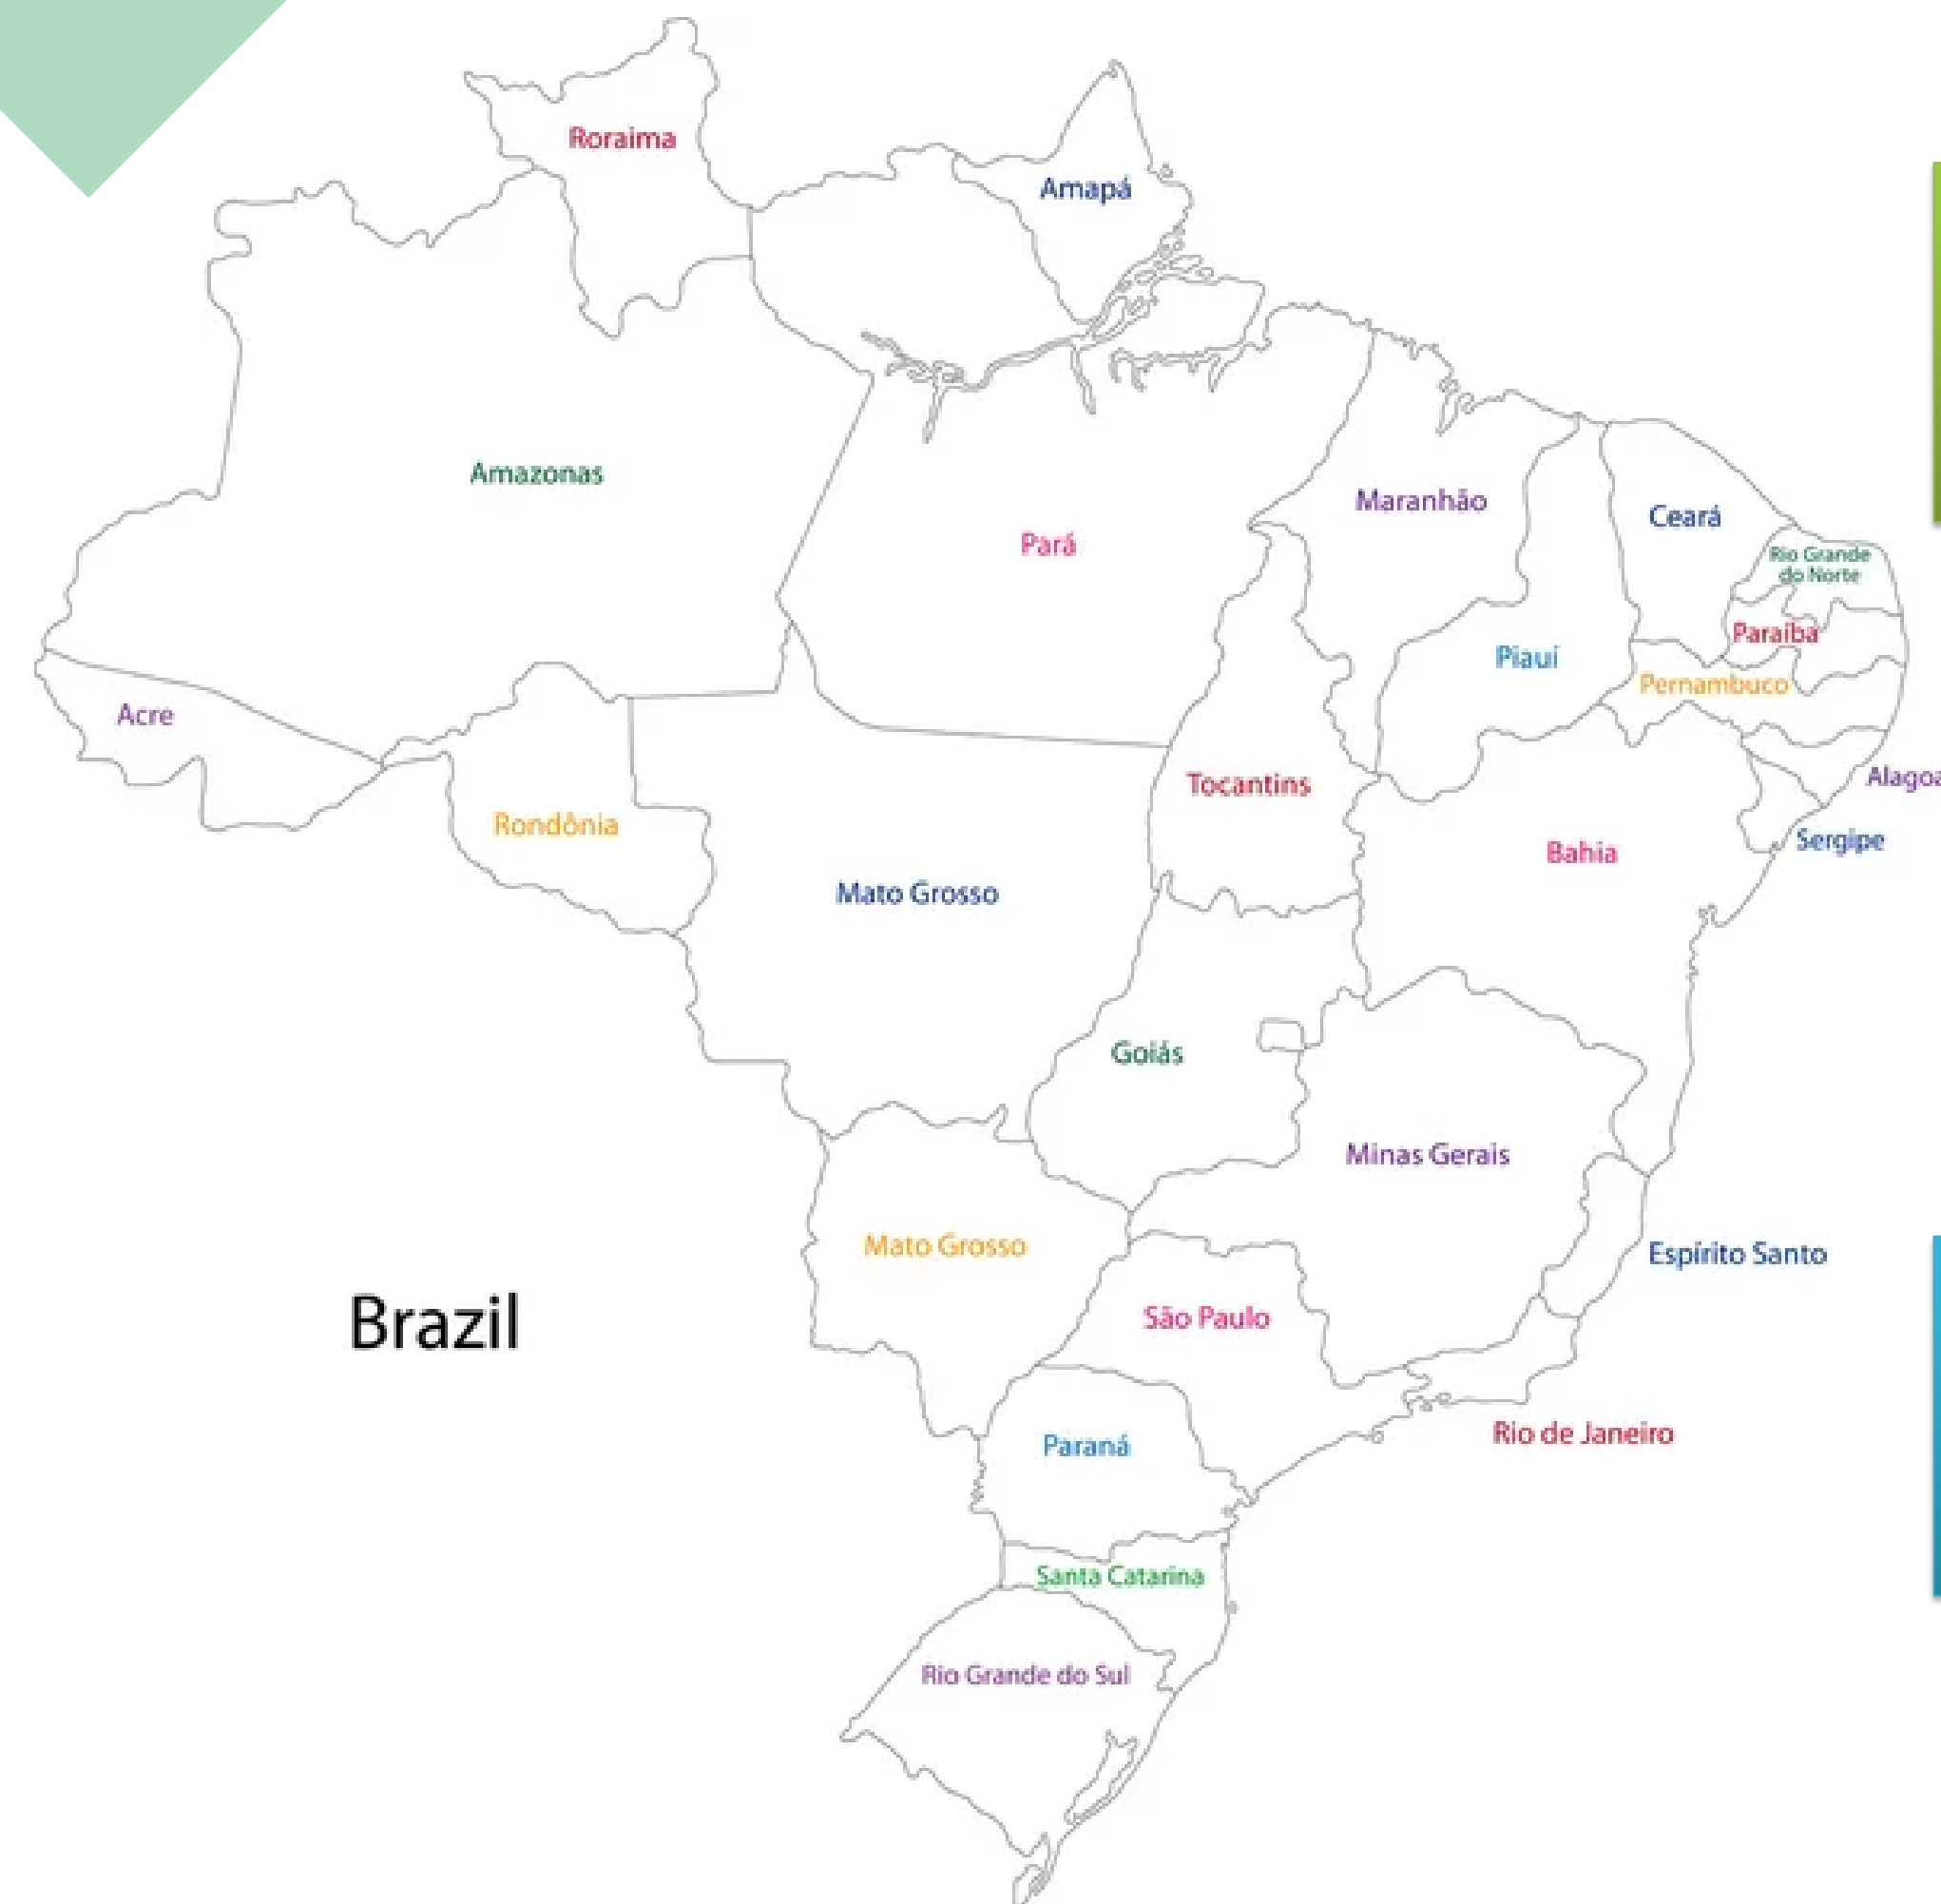 Roraima
Amapá
Amazonas
Maranhão
Ceará
Pará
Rio Grande
do Norte
Paraíba
Piauí
Pernambuco
Acre
Tocantins
Alagoa
Rondônia
Sergipe
Bahia
Mato Grosso
Goiás
Minas Gerais
Mato Grosso
Espírito Santo
Brazil
São Paulo
Rio de Janeiro
Paraná
Santa Catarina
Rio Grande do Sul